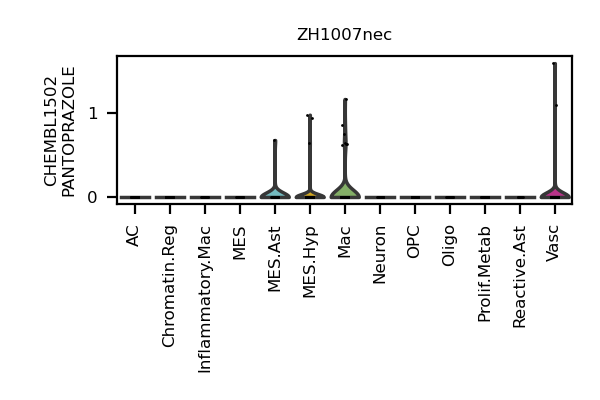 ZH1007nec
CHEMBL1502
PANTOPRAZOLE
1
0
AC
Chromatin.Reg
Inflammatory.Mac
MES
MES.Ast
MES.Hyp
Mac
Neuron
OPC
Oligo
Prolif.Metab
Reactive.Ast
Vasc